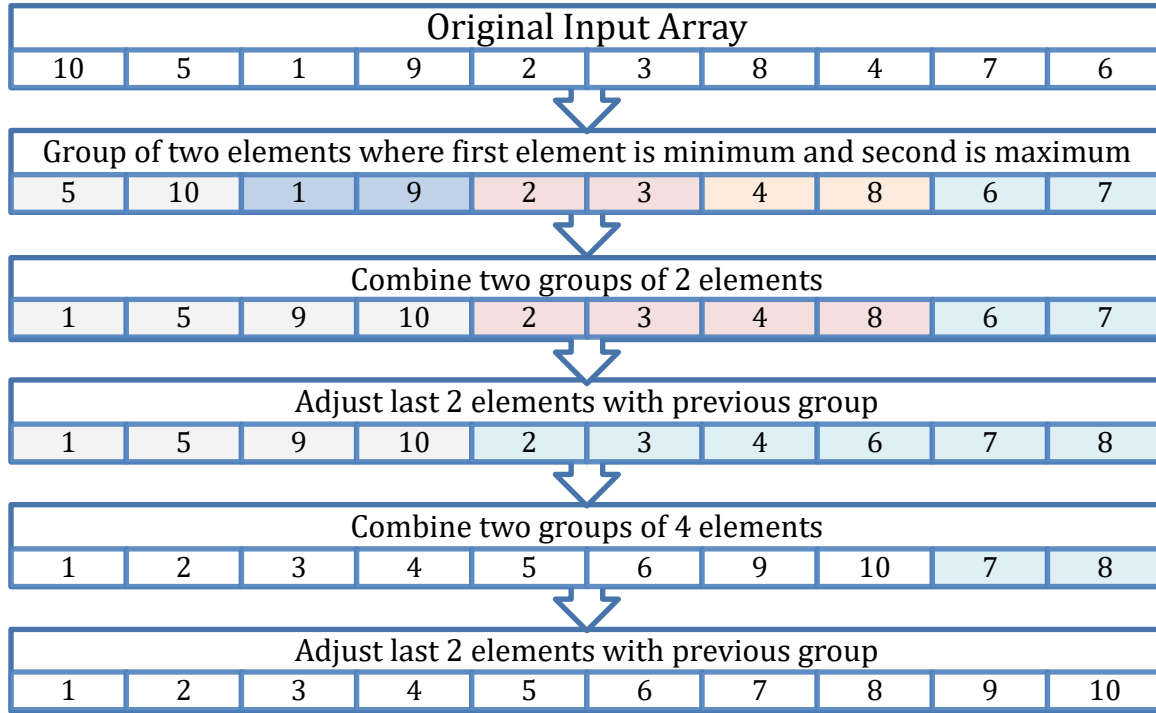 Original Input Array
10 5 1 9 2 3 8 4 7 6
Group of two elements where first element is minimum and second is maximum
5 10 1 9 2 3 4 8 6 7
Combine two groups of 2 elements
1 5 9 10 2 3 4 8 6 7
Adjust last 2 elements with previous group
1 5 9 10 2 3 4 6 7 8
Combine two groups of 4 elements
1 2 3 4 5 6 9 10 7 8
Adjust last 2 elements with previous group
1 2 3 4 5 6 7 8 9 10